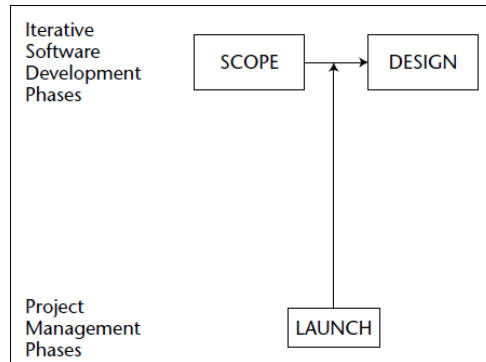 Iterative
Software
Development
Phases
SCOPE
DESIGN
Project
Management
Phases
LAUNCH